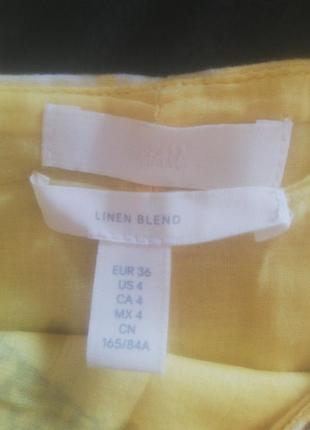 LINEN BLEND
EUR 36
US 4
CA 4
MX 4
CN
165/84A